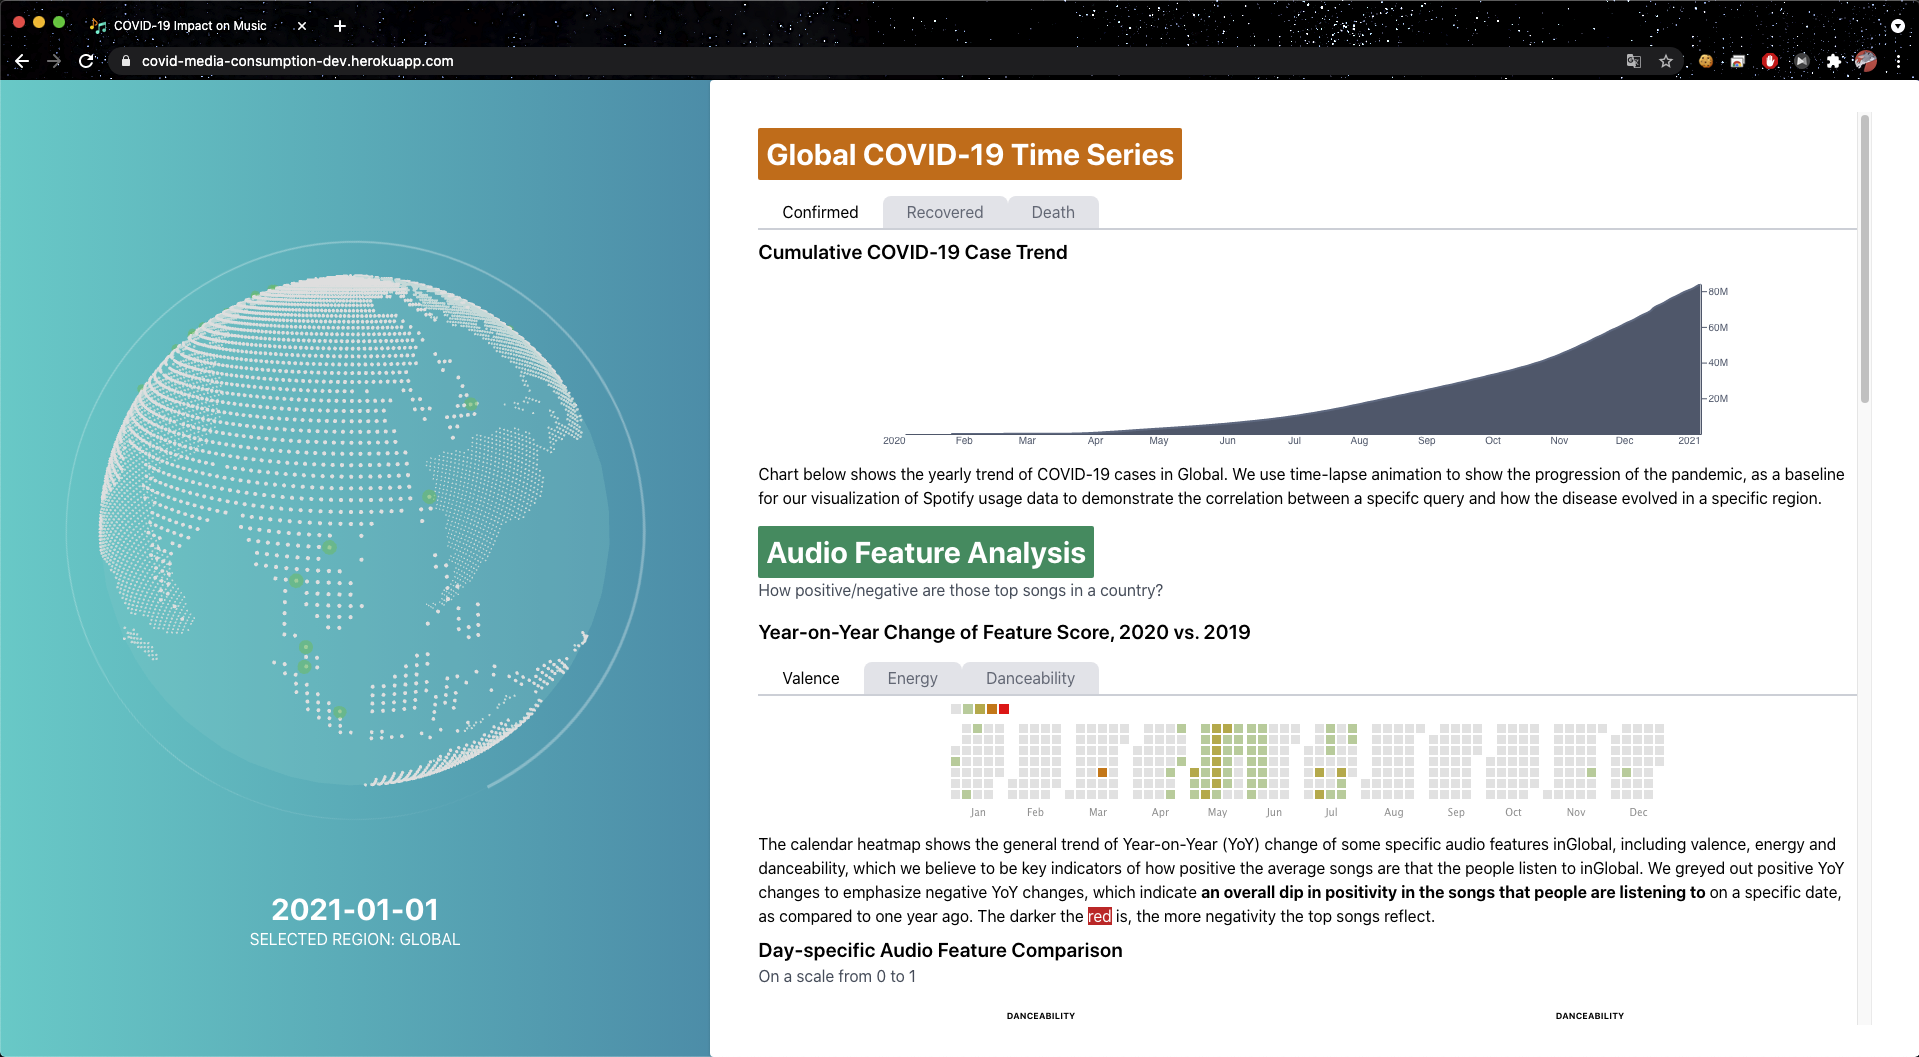 COVID-19 Impact on Music
covid-media-consumption-dev.herokuapp.com
2021-01-01
SELECTED REGION: GLOBAL
Global COVID-19 Time Series
Confirmed Recovered Death
Cumulative COVID-19 Case Trend
80M
60M
40M
20M
2020 Feb Mar Apr May Jun Jul Aug Sep Oct Nov Dec 2021
Chart below shows the yearly trend of COVID-19 cases in Global. We use time-lapse animation to show the progression of the pandemic, as a baseline
for our visualization of Spotify usage data to demonstrate the correlation between a specifc query and how the disease evolved in a specific region.
Audio Feature Analysis
How positive/negative are those top songs in a country?
Year-on-Year Change of Feature Score, 2020 vs. 2019
Valence Energy Danceability
Jan Feb Mar Apr May Jun Jul Aug Sep Oct Nov Dec
The calendar heatmap shows the general trend of Year-on-Year (YoY) change of some specific audio features inGlobal, including valence, energy and
danceability, which we believe to be key indicators of how positive the average songs are that the people listen to inGlobal. We greyed out positive YoY
changes to emphasize negative YoY changes, which indicate an overall dip in positivity in the songs that people are listening to on a specific date,
as compared to one year ago. The darker the red is, the more negativity the top songs reflect.
Day-specific Audio Feature Comparison
On a scale from 0 to 1
DANCEABILITY DANCEABILITY